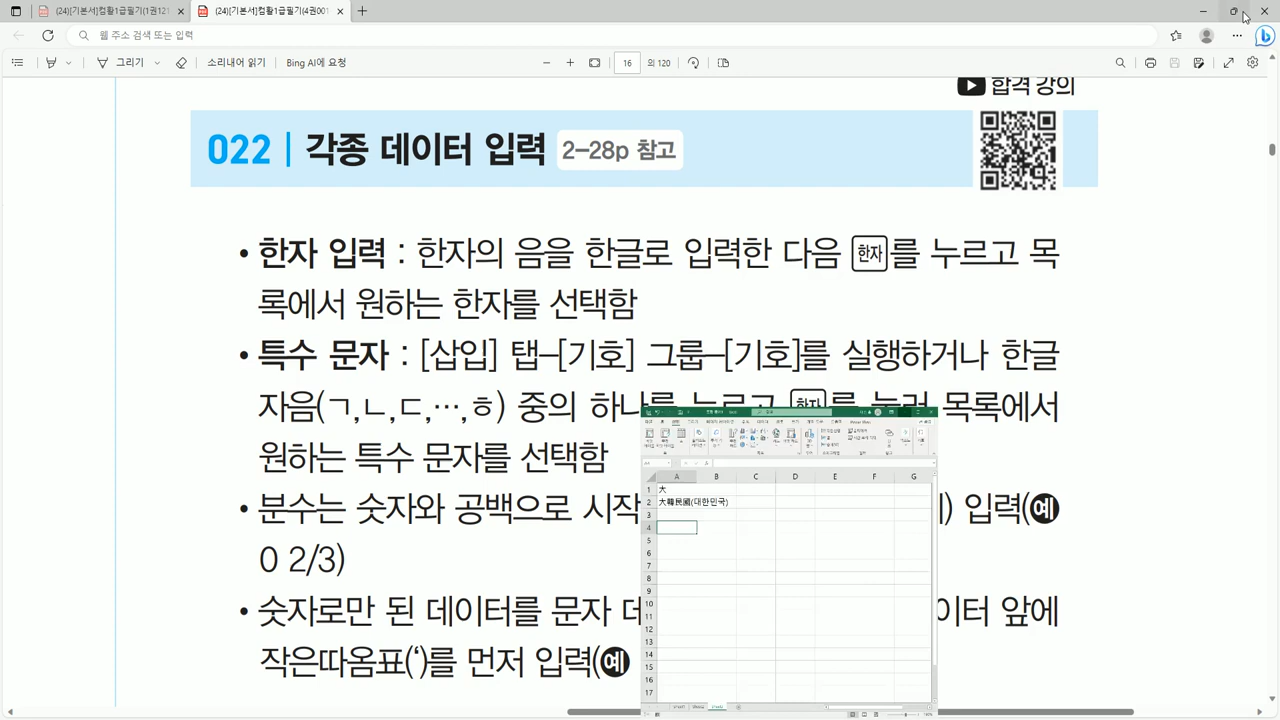 (24)[기본서]컴활1급필기(1권121
(24)[기본서]컴활1급필기(4권001
웹 주소 검색 또는 입력
그리기
소리내어 읽기
Bing AI에 요청
16 의 120
합격 강의
022 각종 데이터 입력 2-28p 참고
• 한자 입력 : 한자의 음을 한글로 입력한 다음 한자를 누르고 목
록에서 원하는 한자를 선택함
• 특수 문자 : [삽입] 탭-[기호] 그룹-[기호]를 실행하거나 한글
자음(ㄱ,ㄴ,ㄷ,…,ㅎ) 중의 하나를 누르고 한자를 눌러 목록에서
원하는 특수 문자를 선택함
• 분수는 숫자와 공백으로 시작 입력(예
0 2/3)
• 숫자로만 된 데이터를 문자 데 이터 앞에
작은따옴표(‘)를 먼저 입력(예
A B C D E F G
1 大
2 大韓民國(대한민국)
3
4
5
6
7
8
9
10
11
12
13
14
15
16
17